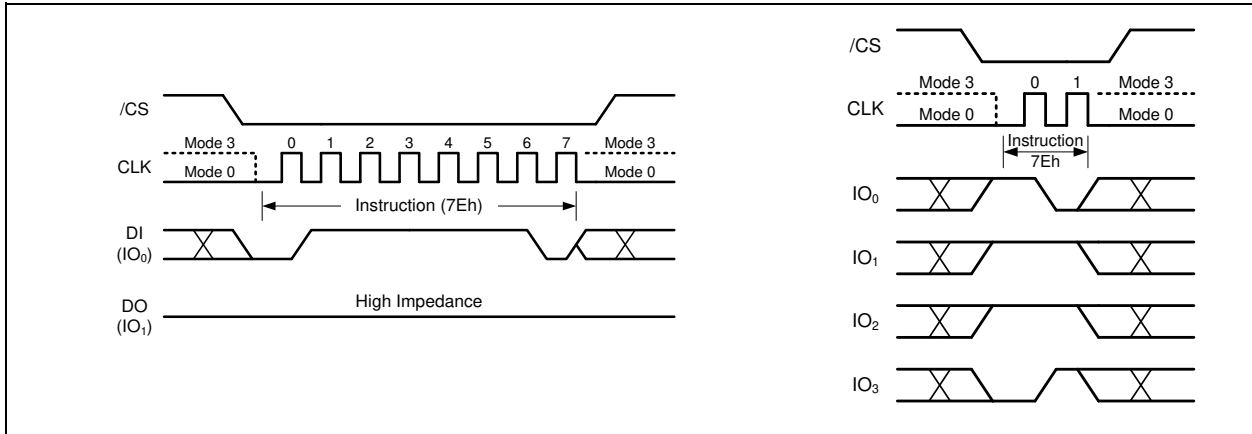 /CS
Mode 3 0 1 2 3 4 5 6 7 Mode 3
CLK
Mode 0 Mode 0
Instruction (7Eh)
DI
(IO₀)
DO
(IO₁)
High Impedance
/CS
Mode 3 0 1 Mode 3
CLK
Mode 0 Mode 0
Instruction
7Eh
IO₀
IO₁
IO₂
IO₃